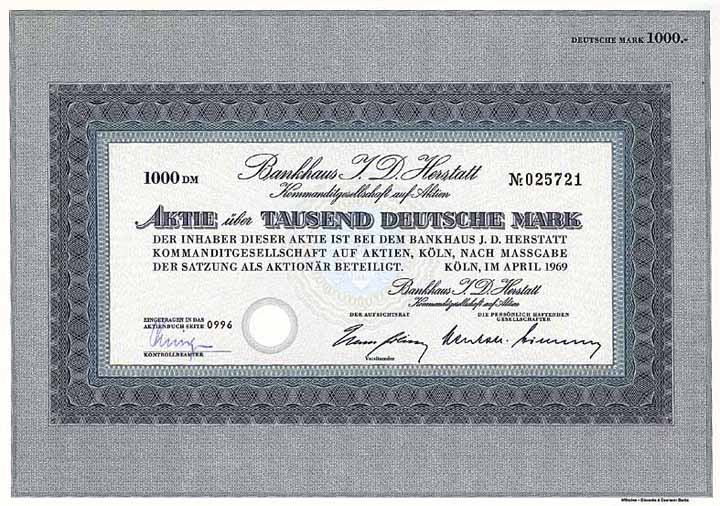 DEUTSCHE MARK 1000.-
1000 DM
Bankhaus J. D. Herstatt
Kommanditgesellschaft auf Aktien
№ 025721
AKTIE über TAUSEND DEUTSCHE MARK
DER INHABER DIESER AKTIE IST BEI DEM BANKHAUS J. D. HERSTATT
KOMMANDITGESELLSCHAFT AUF AKTIEN, KÖLN, NACH MASSGABE
DER SATZUNG ALS AKTIONÄR BETEILIGT. KÖLN, IM APRIL 1969
Bankhaus J. D. Herstatt
Kommanditgesellschaft auf Aktien
EINGETRAGEN IN DAS
AKTIENBUCH SEITE 0996
KONTROLLBEAMTER
DER AUFSICHTSRAT
Vorsitzender
DIE PERSÖNLICH HAFTENDEN
GESELLSCHAFTER